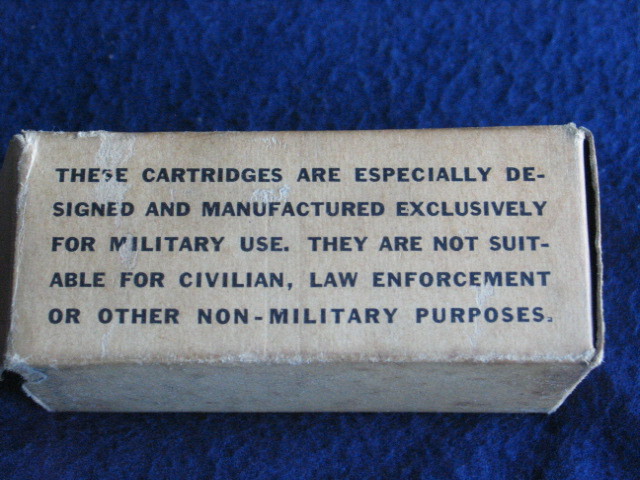 THESE CARTRIDGES ARE ESPECIALLY DE-
SIGNED AND MANUFACTURED EXCLUSIVELY
FOR MILITARY USE. THEY ARE NOT SUIT-
ABLE FOR CIVILIAN, LAW ENFORCEMENT
OR OTHER NON-MILITARY PURPOSES.